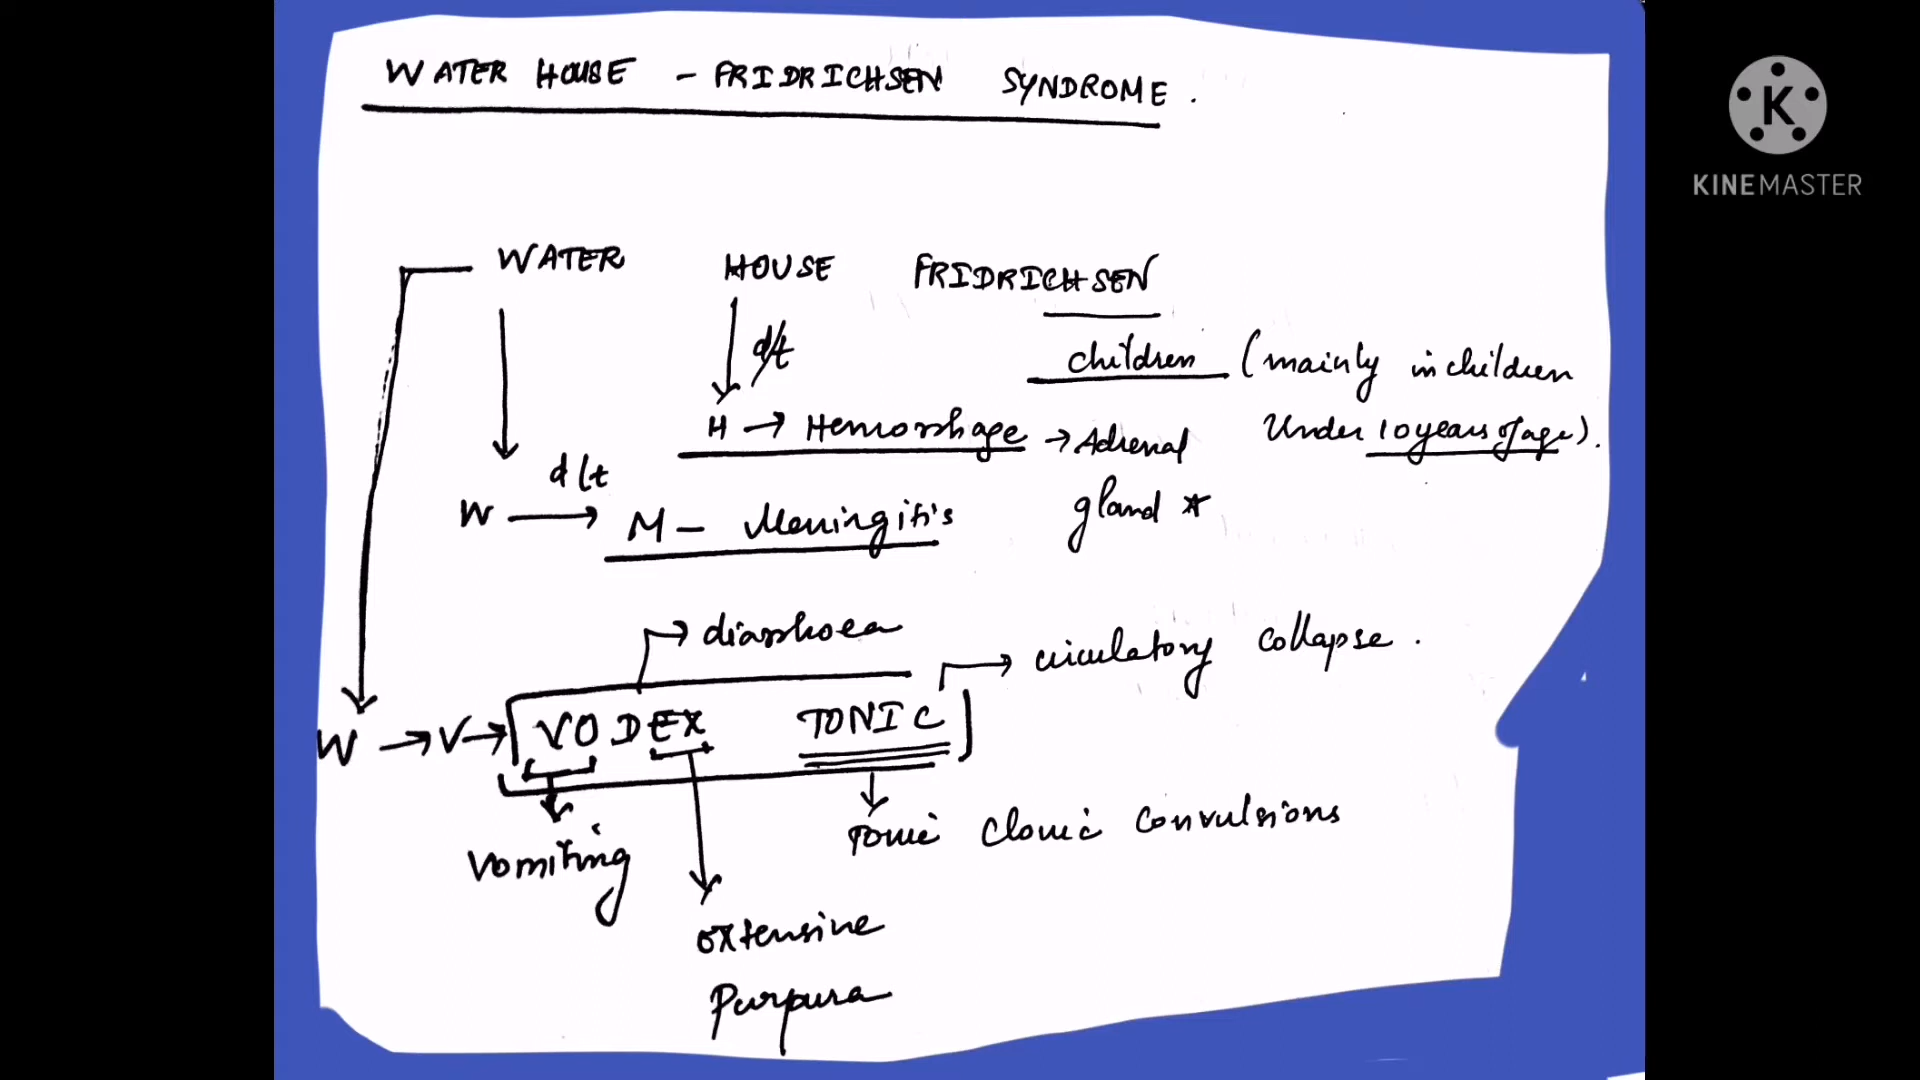 WATER HOUSE - FRIDRICHSEN SYNDROME.
K
KINEMASTER
WATER HOUSE FRIDRICHSEN
d/t
children (mainly in children
H → Hemorrhage → Adrenal
under 10 years of age).
gland *
d/t
W → M - Meningitis
diarrhoea
circulatory collapse.
W → V → [VODEX TONIC]
vomiting
Tonic clonic convulsions
extensive
Purpura